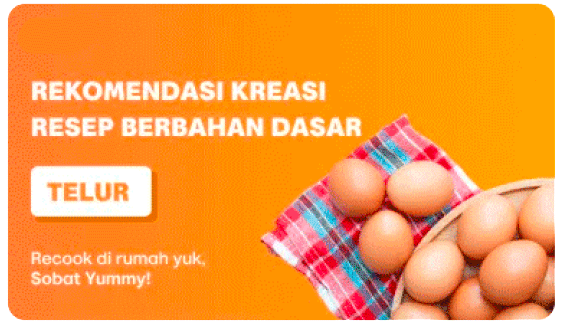 REKOMENDASI KREASI
RESEP BERBAHAN DASAR
TELUR
Recook di rumah yuk,
Sobat Yummy!